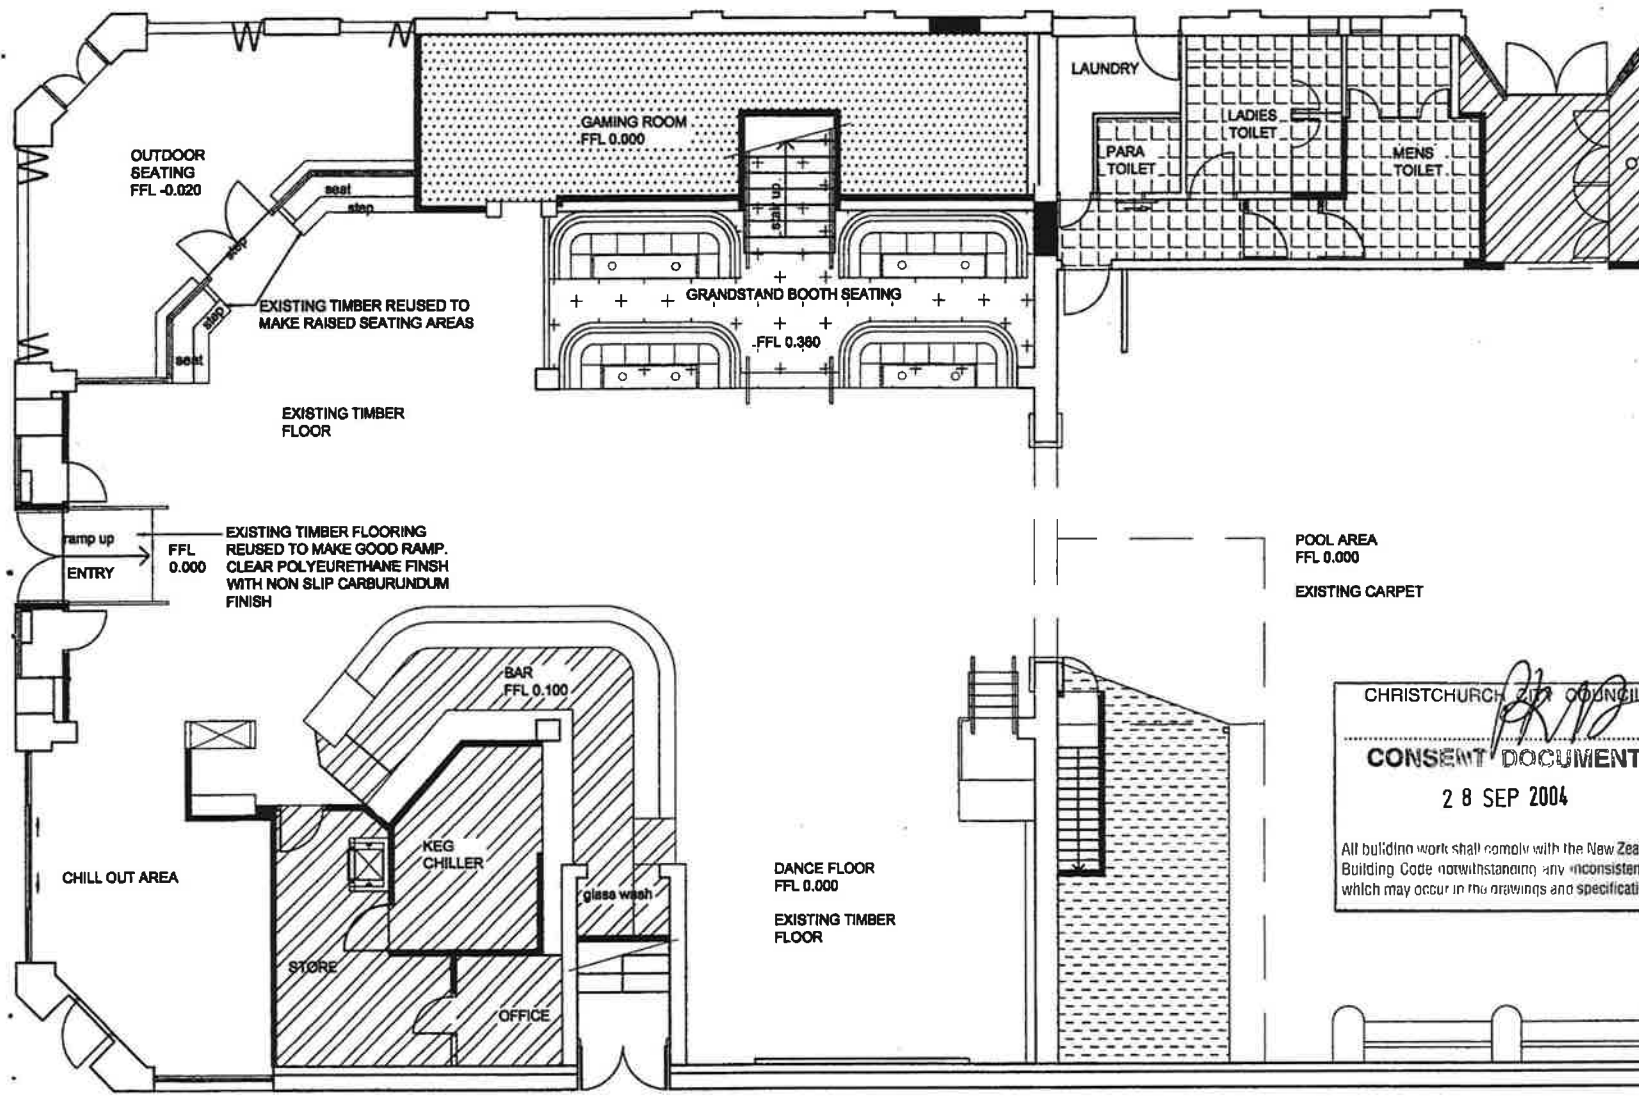 LAUNDRY
GAMING ROOM
FFL 0.000
LADIES
TOILET
PARA
TOILET
MENS
TOILET
OUTDOOR
SEATING
FFL -0.020
seat
step
stair up
step
step
seat
EXISTING TIMBER REUSED TO
MAKE RAISED SEATING AREAS
GRANDSTAND BOOTH SEATING
FFL 0.360
EXISTING TIMBER
FLOOR
ramp up
ENTRY
FFL
0.000
EXISTING TIMBER FLOORING
REUSED TO MAKE GOOD RAMP.
CLEAR POLYEURETHANE FINSH
WITH NON SLIP CARBURUNDUM
FINISH
POOL AREA
FFL 0.000
EXISTING CARPET
BAR
FFL 0.100
KEG
CHILLER
CHILL OUT AREA
glass wash
STORE
OFFICE
DANCE FLOOR
FFL 0.000
EXISTING TIMBER
FLOOR
CHRISTCHURCH CITY COUNCIL
CONSENT DOCUMENT
2 8 SEP 2004
All building work shall comply with the New Zea
Building Code notwithstanding any inconsisten
which may occur in the drawings and specificati